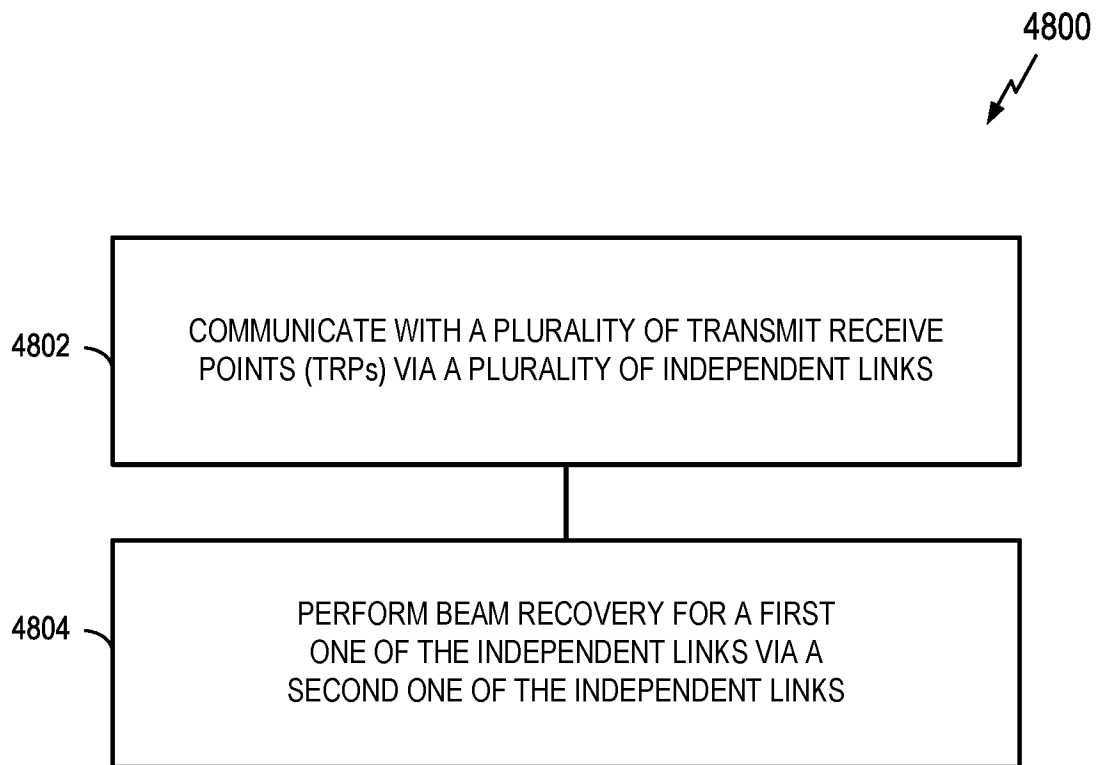 4800
4802
COMMUNICATE WITH A PLURALITY OF TRANSMIT RECEIVE
POINTS (TRPs) VIA A PLURALITY OF INDEPENDENT LINKS
4804
PERFORM BEAM RECOVERY FOR A FIRST
ONE OF THE INDEPENDENT LINKS VIA A
SECOND ONE OF THE INDEPENDENT LINKS